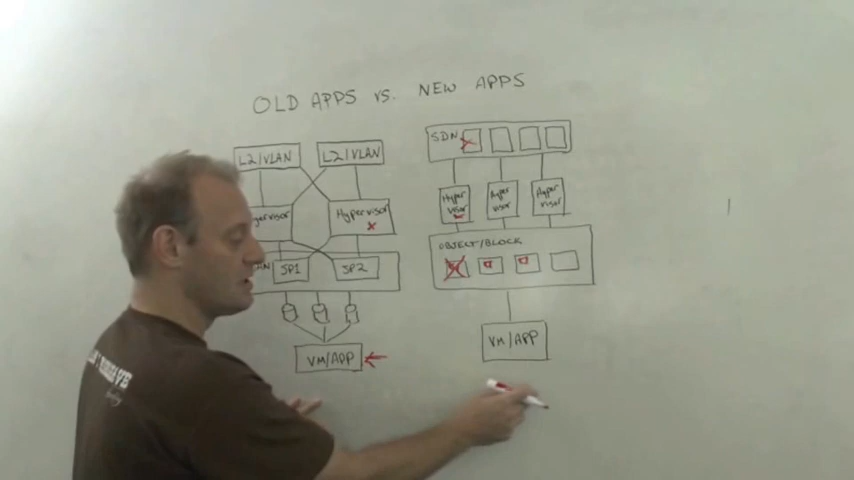 OLD APPS vs. NEW APPS
L2/VLAN
L2/VLAN
Hypervisor
SP1
SP2
VM/APP
SDN
Hyper
visor
Hyper
visor
Hyper
visor
OBJECT/BLOCK
VM/APP